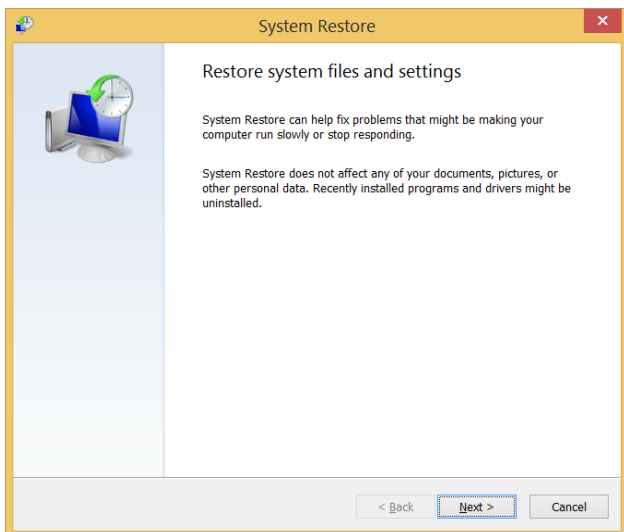 System Restore
Restore system files and settings
System Restore can help fix problems that might be making your
computer run slowly or stop responding.
System Restore does not affect any of your documents, pictures, or
other personal data. Recently installed programs and drivers might be
uninstalled.
< Back Next > Cancel